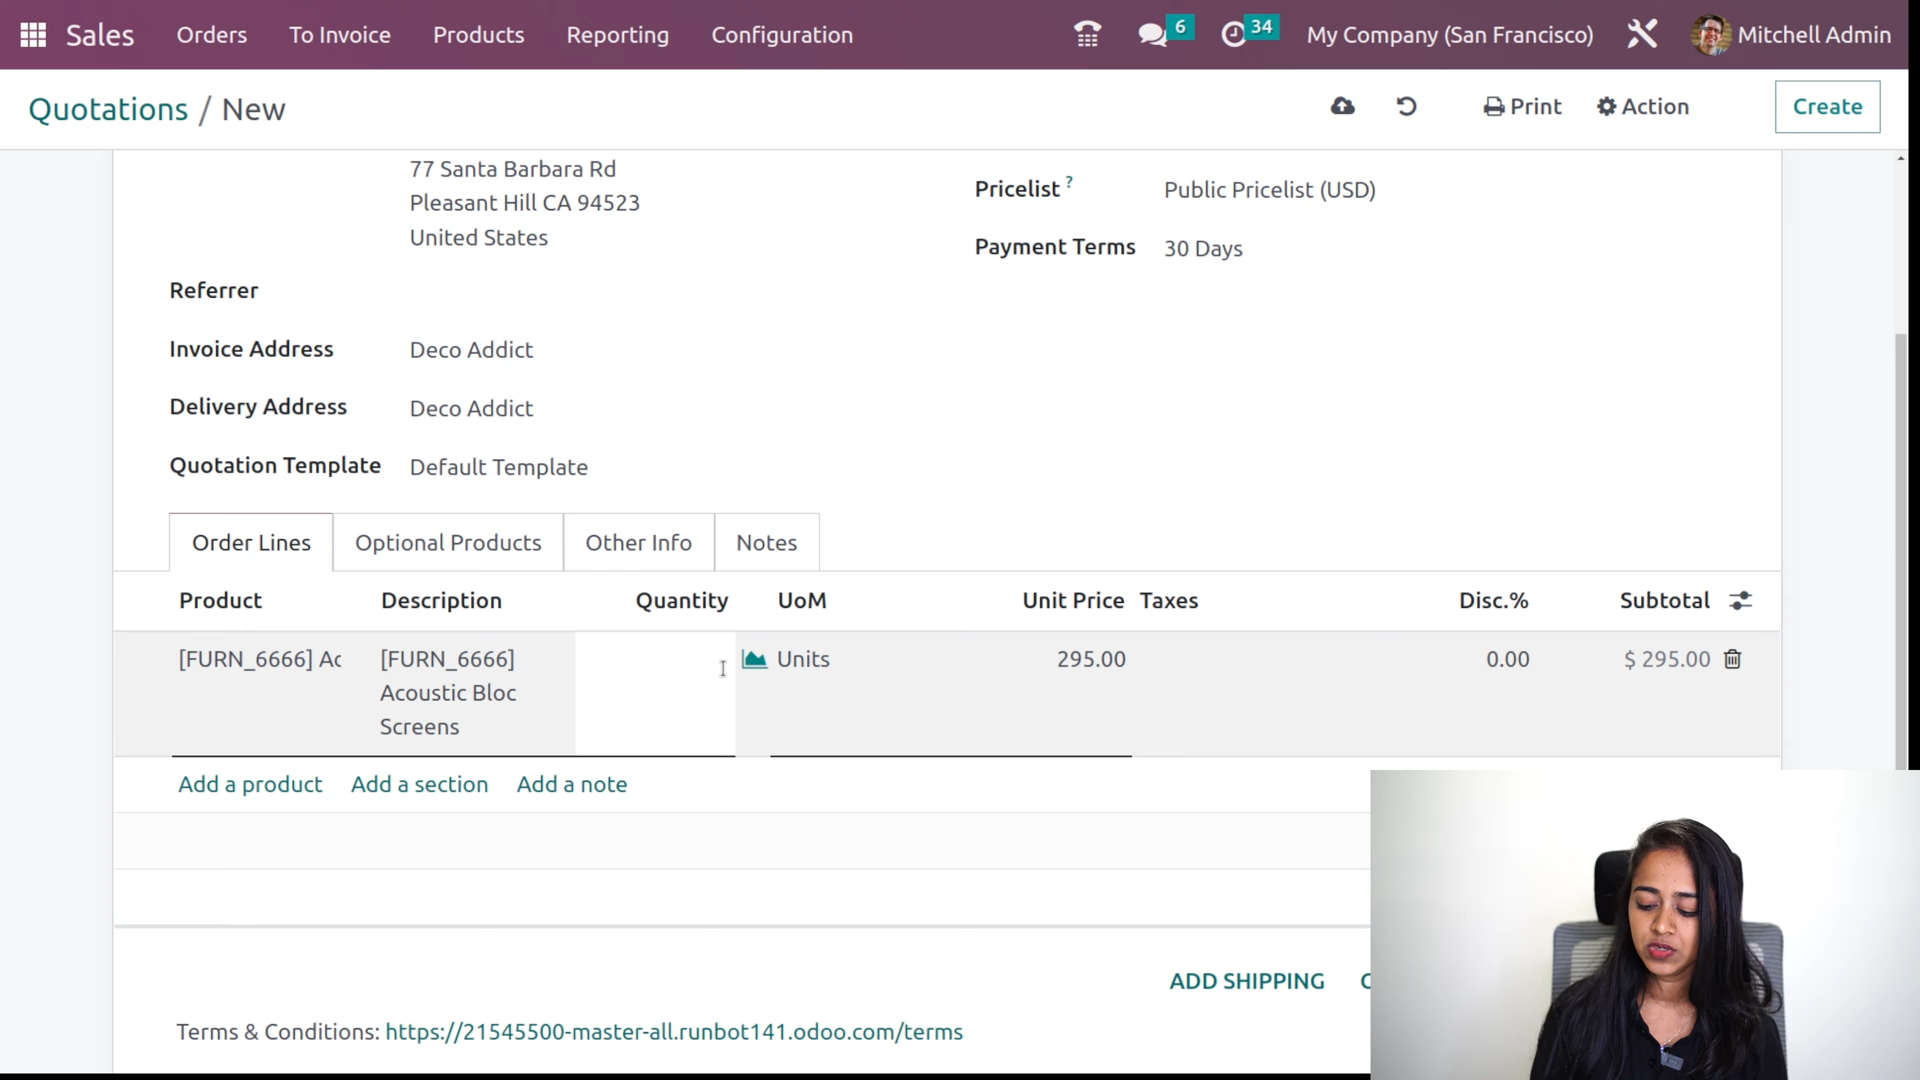 Sales Orders To Invoice Products Reporting Configuration 6 34 My Company (San Francisco) Mitchell Admin
Quotations / New Print Action Create
77 Santa Barbara Rd
Pleasant Hill CA 94523
United States
Pricelist ? Public Pricelist (USD)
Payment Terms 30 Days
Referrer
Invoice Address Deco Addict
Delivery Address Deco Addict
Quotation Template Default Template
Order Lines Optional Products Other Info Notes
Product Description Quantity UoM Unit Price Taxes Disc.% Subtotal
[FURN_6666] Ac [FURN_6666] Units 295.00 0.00 $ 295.00
Acoustic Bloc
Screens
Add a product Add a section Add a note
ADD SHIPPING
Terms & Conditions: https://21545500-master-all.runbot141.odoo.com/terms